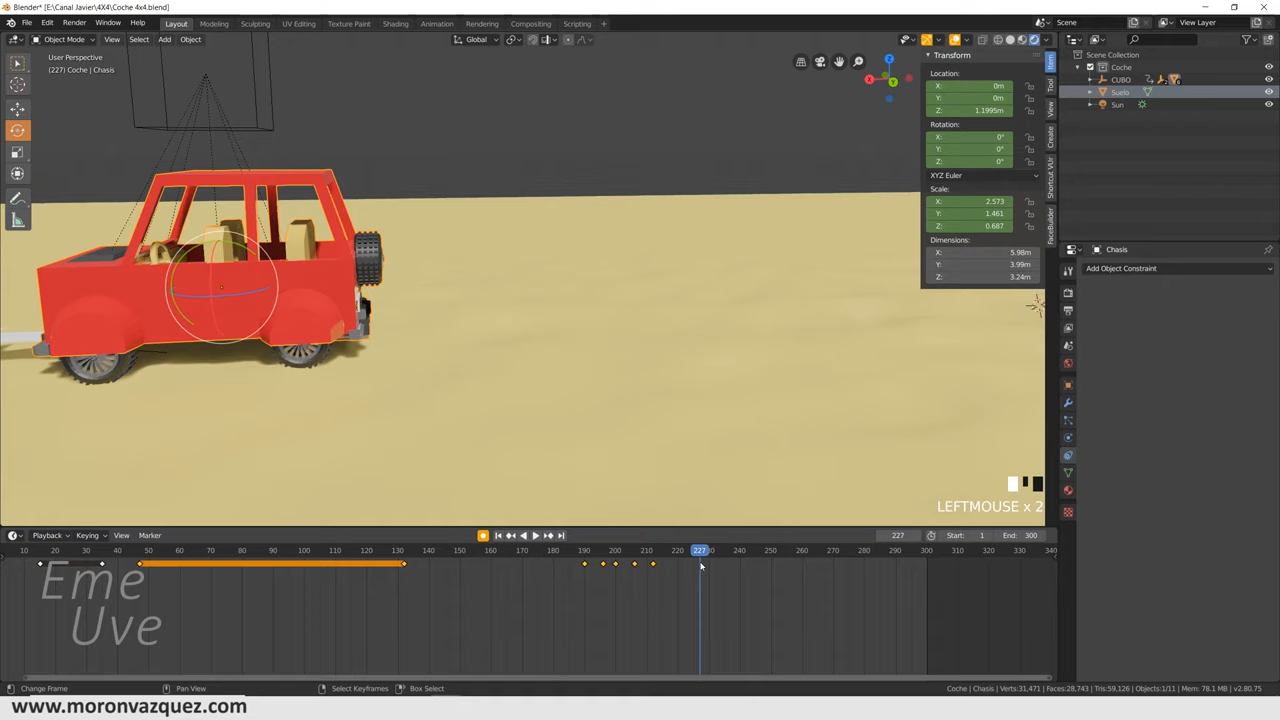 Blender* [E:\Canal Javier\4X4\Coche 4x4.blend]
File Edit Render Window Help Layout Modeling Sculpting UV Editing Texture Paint Shading Animation Rendering Compositing Scripting + Scene View Layer
Object Mode View Select Add Object Global
User Perspective
(227) Coche | Chasis
Transform
Location:
X: 0m
Y: 0m
Z: 1.1995m
Rotation:
X: 0°
Y: 0°
Z: 0°
XYZ Euler
Scale:
X: 2.573
Y: 1.461
Z: 0.687
Dimensions:
X: 5.98m
Y: 3.99m
Z: 3.24m
Item
Tool
View
Create
Shortcut VUr
FaceBuilder
Scene Collection
Coche
CUBO
Suelo
Sun
Chasis
Add Object Constraint
LEFTMOUSE x 2
Playback Keying View Marker 227 Start: 1 End: 300
10 20 30 40 50 60 70 80 90 100 110 120 130 140 150 160 170 180 190 200 210 220 227 230 240 250 260 270 280 290 300 310 320 330 340
Eme
Uve
Change Frame Pan View Select Keyframes Box Select Coche | Chasis | Verts:31,471 | Faces:28,743 | Tris:59,126 | Objects:1/11 | Mem: 78.1 MB | v2.80.75
www.moronvazquez.com